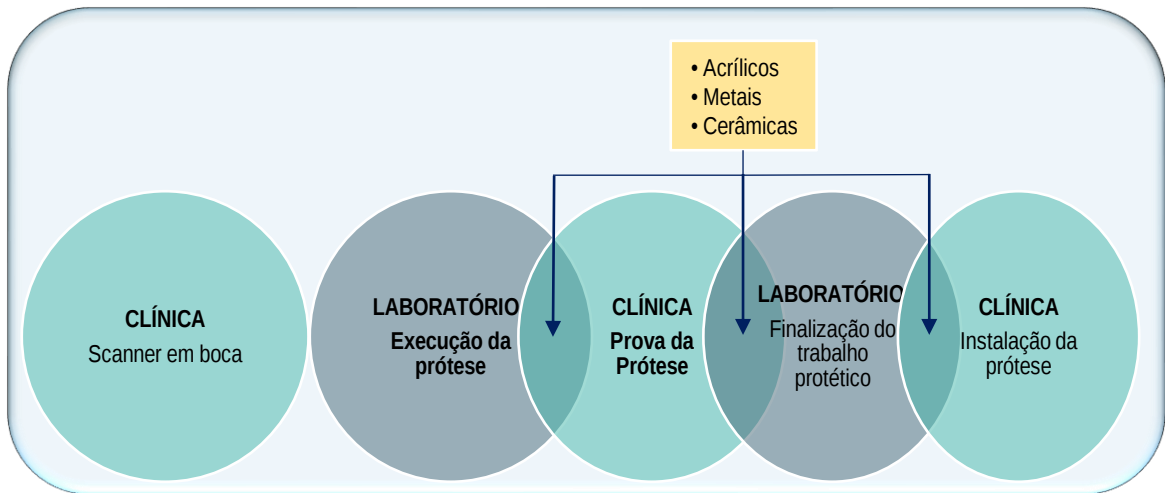 • Acrílicos
• Metais
• Cerâmicas
CLÍNICA
Scanner em boca
LABORATÓRIO
Execução da
prótese
CLÍNICA
Prova da
Prótese
LABORATÓRIO
Finalização do
trabalho
protético
CLÍNICA
Instalação da
prótese